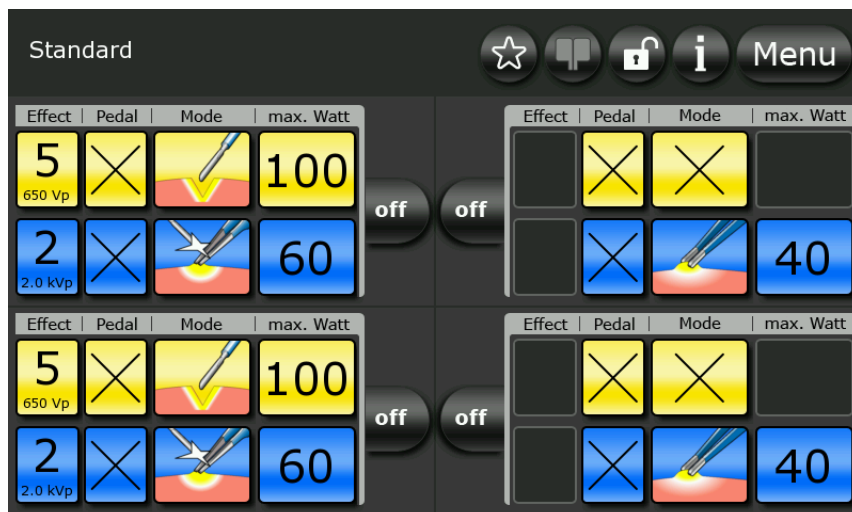 Standard
Menu
Effect Pedal Mode max. Watt
5 100
650 Vp
2 60
2.0 kVp
off
off
Effect Pedal Mode max. Watt
40
Effect Pedal Mode max. Watt
5 100
650 Vp
2 60
2.0 kVp
off
off
Effect Pedal Mode max. Watt
40